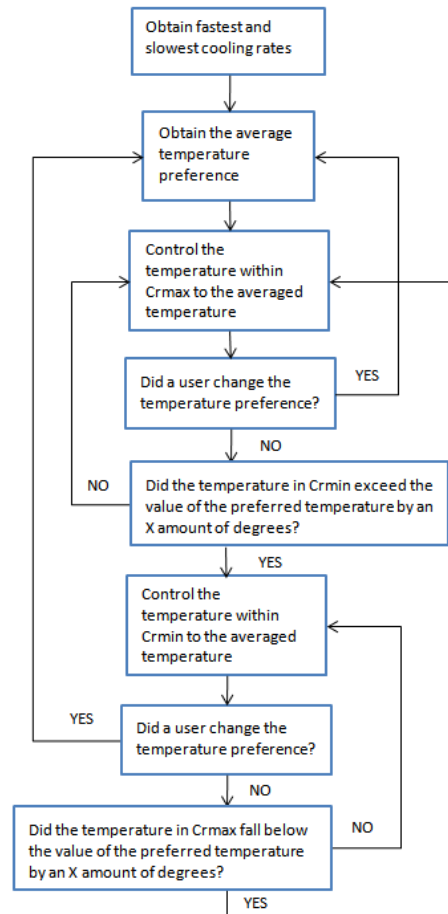 Obtain fastest and
slowest cooling rates
Obtain the average
temperature
preference
Control the
temperature within
Crmax to the averaged
temperature
Did a user change the
temperature preference?
YES
NO
NO
Did the temperature in Crmin exceed the
value of the preferred temperature by an
X amount of degrees?
YES
Control the
temperature within
Crmin to the averaged
temperature
YES
Did a user change the
temperature preference?
NO
Did the temperature in Crmax fall below
the value of the preferred temperature
by an X amount of degrees?
NO
YES